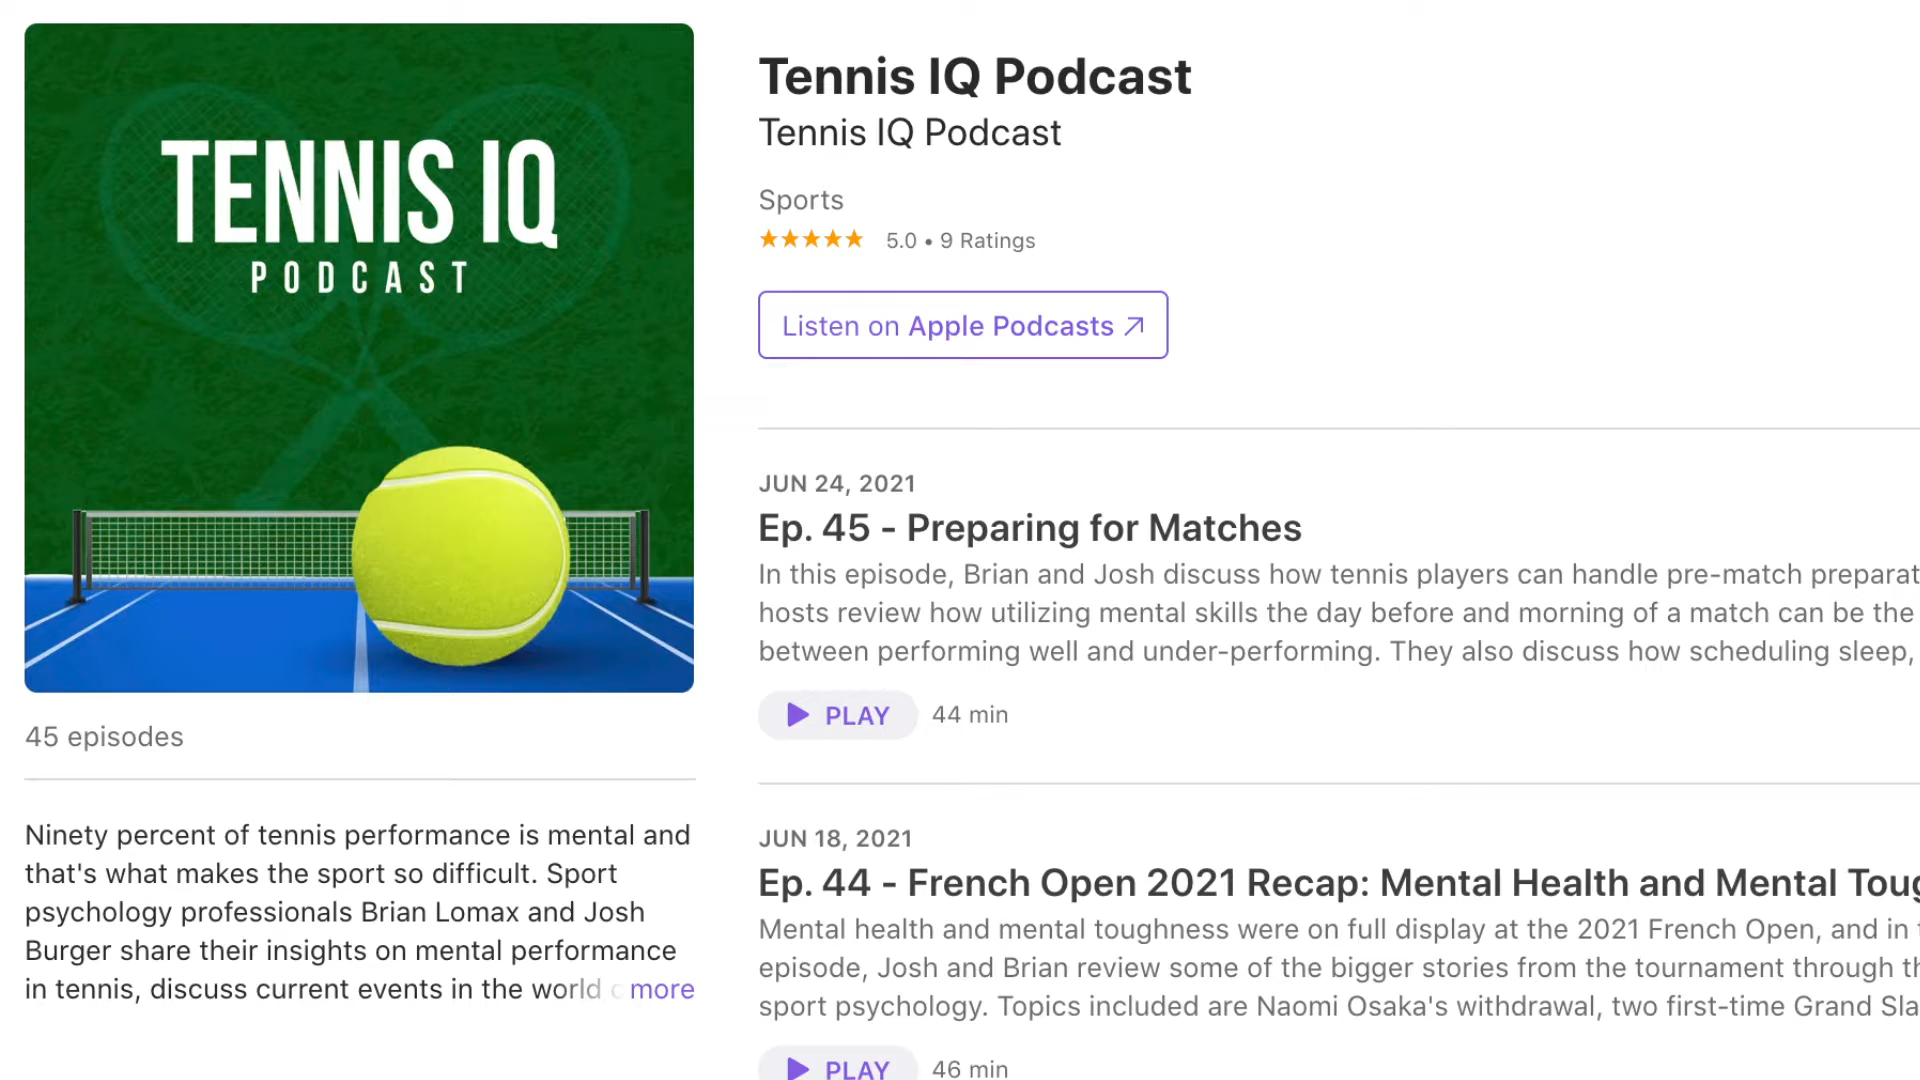 TENNIS IQ
PODCAST
45 episodes
Ninety percent of tennis performance is mental and
that's what makes the sport so difficult. Sport
psychology professionals Brian Lomax and Josh
Burger share their insights on mental performance
in tennis, discuss current events in the world more
Tennis IQ Podcast
Tennis IQ Podcast
Sports
5.0 • 9 Ratings
Listen on Apple Podcasts
JUN 24, 2021
Ep. 45 - Preparing for Matches
In this episode, Brian and Josh discuss how tennis players can handle pre-match preparat
hosts review how utilizing mental skills the day before and morning of a match can be the
between performing well and under-performing. They also discuss how scheduling sleep,
PLAY 44 min
JUN 18, 2021
Ep. 44 - French Open 2021 Recap: Mental Health and Mental Toug
Mental health and mental toughness were on full display at the 2021 French Open, and in
episode, Josh and Brian review some of the bigger stories from the tournament through th
sport psychology. Topics included are Naomi Osaka's withdrawal, two first-time Grand Sla
PLAY 46 min